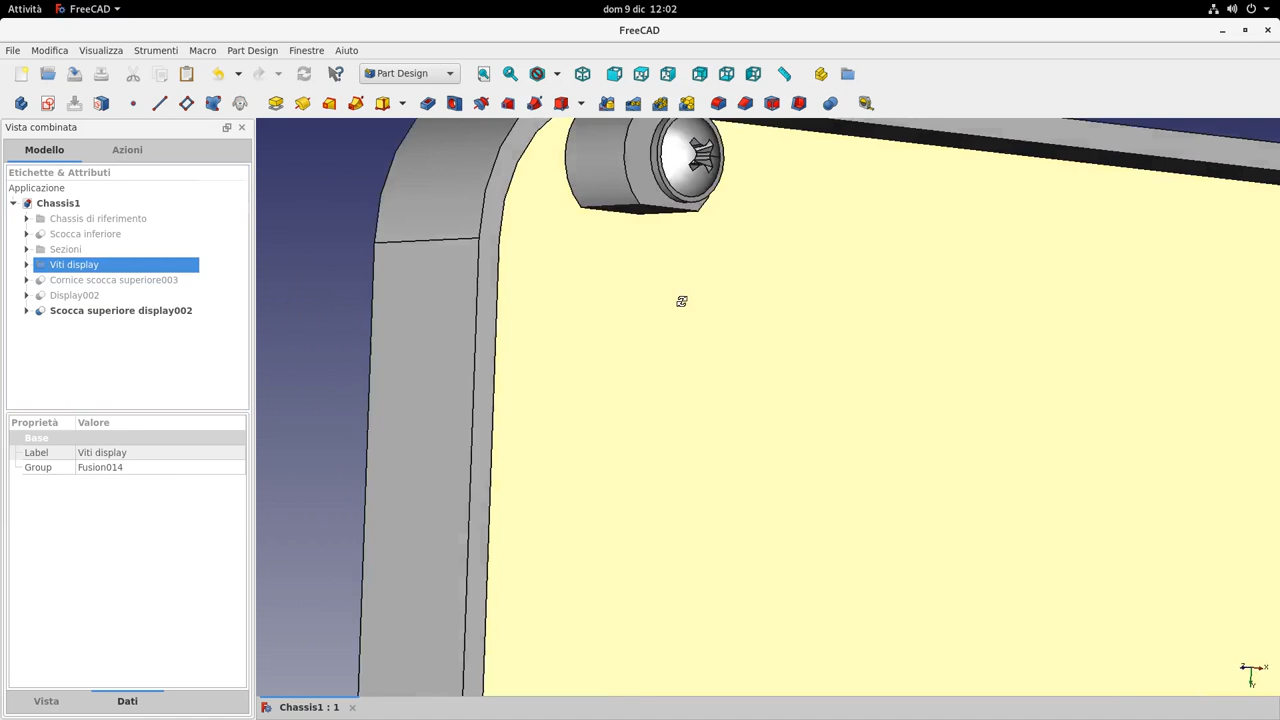 Attività
FreeCAD
dom 9 dic 12:02
FreeCAD
File
Modifica
Visualizza
Strumenti
Macro
Part Design
Finestre
Aiuto
Part Design
Vista combinata
Modello
Azioni
Etichette & Attributi
Applicazione
Chassis1
Chassis di riferimento
Scocca inferiore
Sezioni
Viti display
Cornice scocca superiore003
Display002
Scocca superiore display002
Proprietà
Valore
Base
Label
Viti display
Group
Fusion014
Vista
Dati
Chassis1 : 1
Z
X
Y